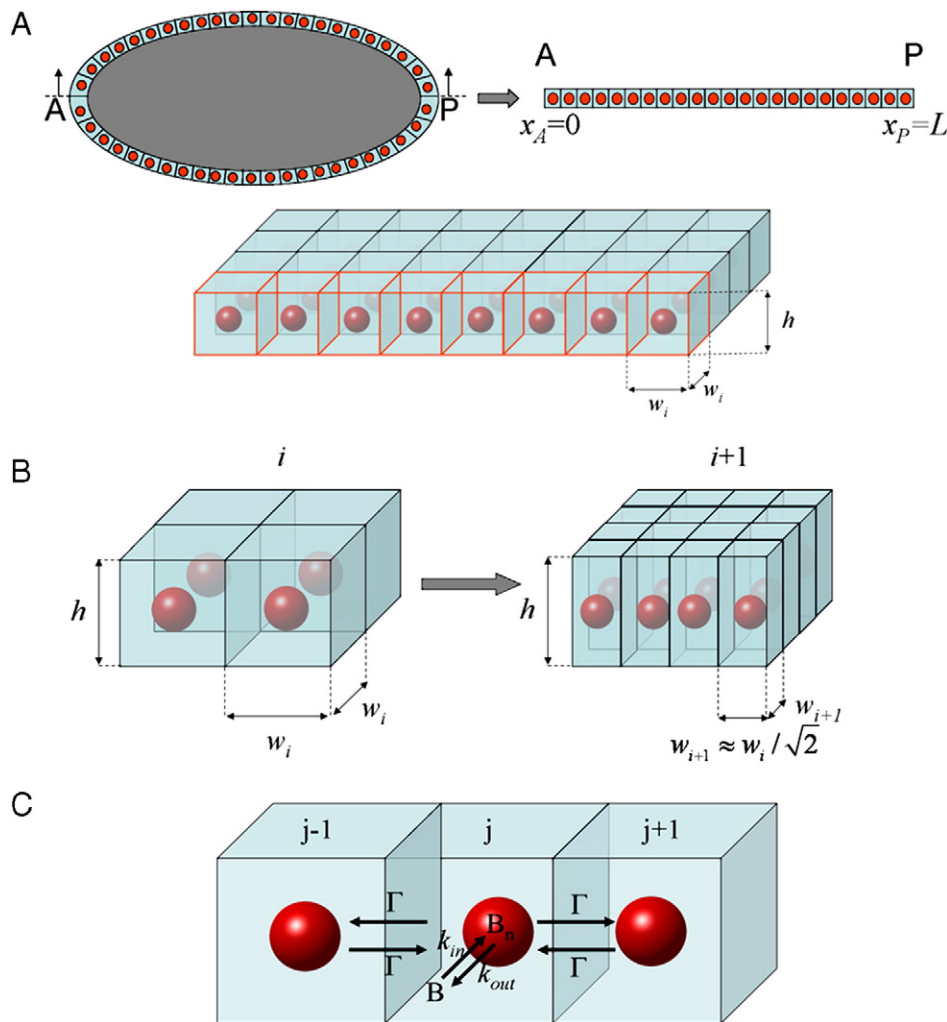 A
A P
A P
x_A=0 x_P=L
h
w_i
w_i
B
i i+1
h h
w_i
w_i
w_{i+1}
w_{i+1} ≈ w_i / √2
C
j-1 j j+1
Γ Γ
B_n
k_in
Γ Γ
k_out
B